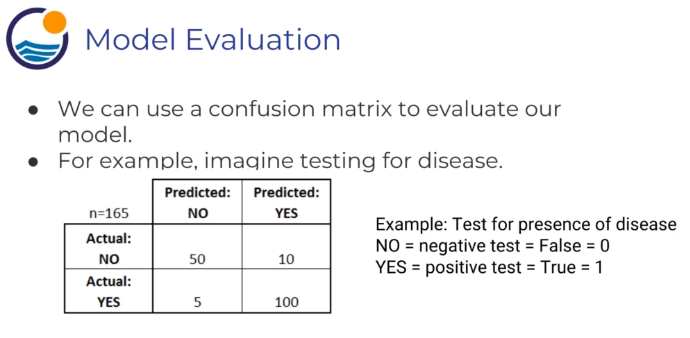 Model Evaluation
● We can use a confusion matrix to evaluate our
model.
● For example, imagine testing for disease.
n=165 Predicted: NO Predicted: YES
Actual: NO 50 10
Actual: YES 5 100
Example: Test for presence of disease
NO = negative test = False = 0
YES = positive test = True = 1